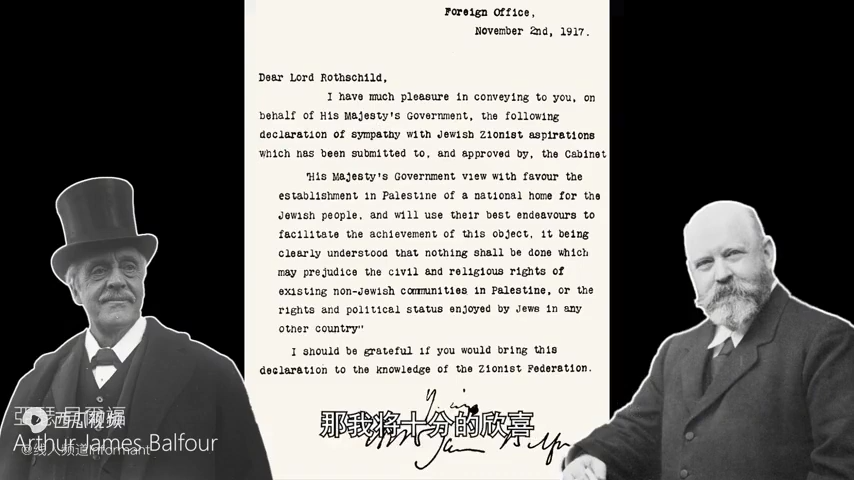 Foreign Office,
November 2nd, 1917.
Dear Lord Rothschild,
I have much pleasure in conveying to you, on
behalf of His Majesty's Government, the following
declaration of sympathy with Jewish Zionist aspirations
which has been submitted to, and approved by, the Cabinet
"His Majesty's Government view with favour the
establishment in Palestine of a national home for the
Jewish people, and will use their best endeavours to
facilitate the achievement of this object, it being
clearly understood that nothing shall be done which
may prejudice the civil and religious rights of
existing non-Jewish communities in Palestine, or the
rights and political status enjoyed by Jews in any
other country"
I should be grateful if you would bring this
declaration to the knowledge of the Zionist Federation.
那我将十分的欣喜
西瓜视频
Arthur James Balfour
@线人频道